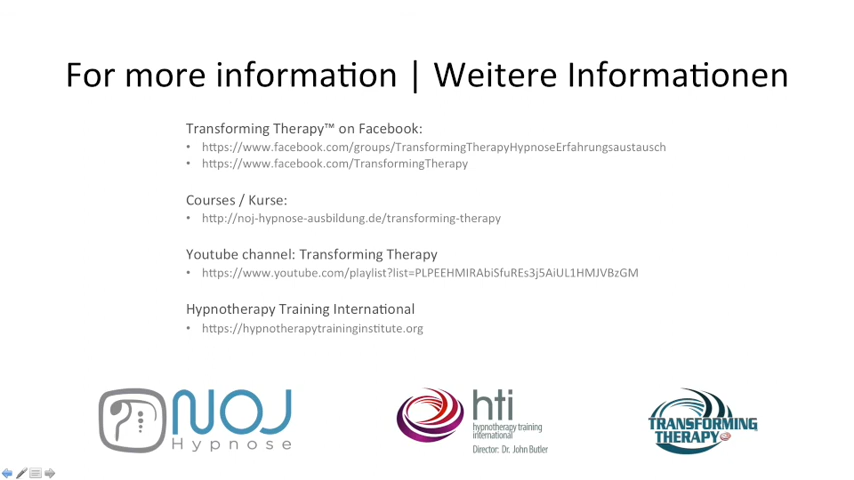 For more information | Weitere Informationen
Transforming Therapy™ on Facebook:
• https://www.facebook.com/groups/TransformingTherapyHypnoseErfahrungsaustausch
• https://www.facebook.com/TransformingTherapy
Courses / Kurse:
• http://noj-hypnose-ausbildung.de/transforming-therapy
Youtube channel: Transforming Therapy
• https://www.youtube.com/playlist?list=PLPEEHMIRAbiSfuREs3j5AiUL1HMJVBzGM
Hypnotherapy Training International
• https://hypnotherapytraininginstitute.org
NOJ
Hypnose
hti
hypnotherapy training
international
Director: Dr. John Butler
TRANSFORMING
THERAPY